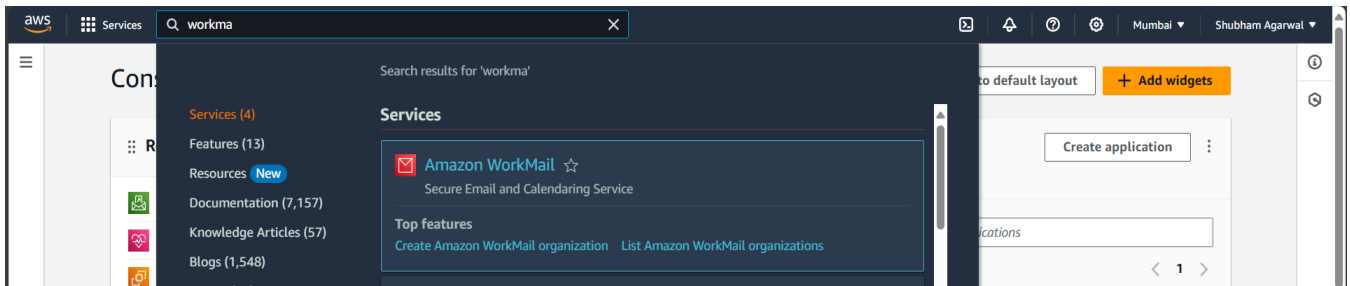 aws Services workma Mumbai Shubham Agarwal
Search results for 'workma'
Cons to default layout + Add widgets
Services (4)
Features (13)
Resources New
Documentation (7,157)
Knowledge Articles (57)
Blogs (1,548)
Services
Amazon WorkMail
Secure Email and Calendaring Service
Top features
Create Amazon WorkMail organization List Amazon WorkMail organizations
R
Create application
ications
1